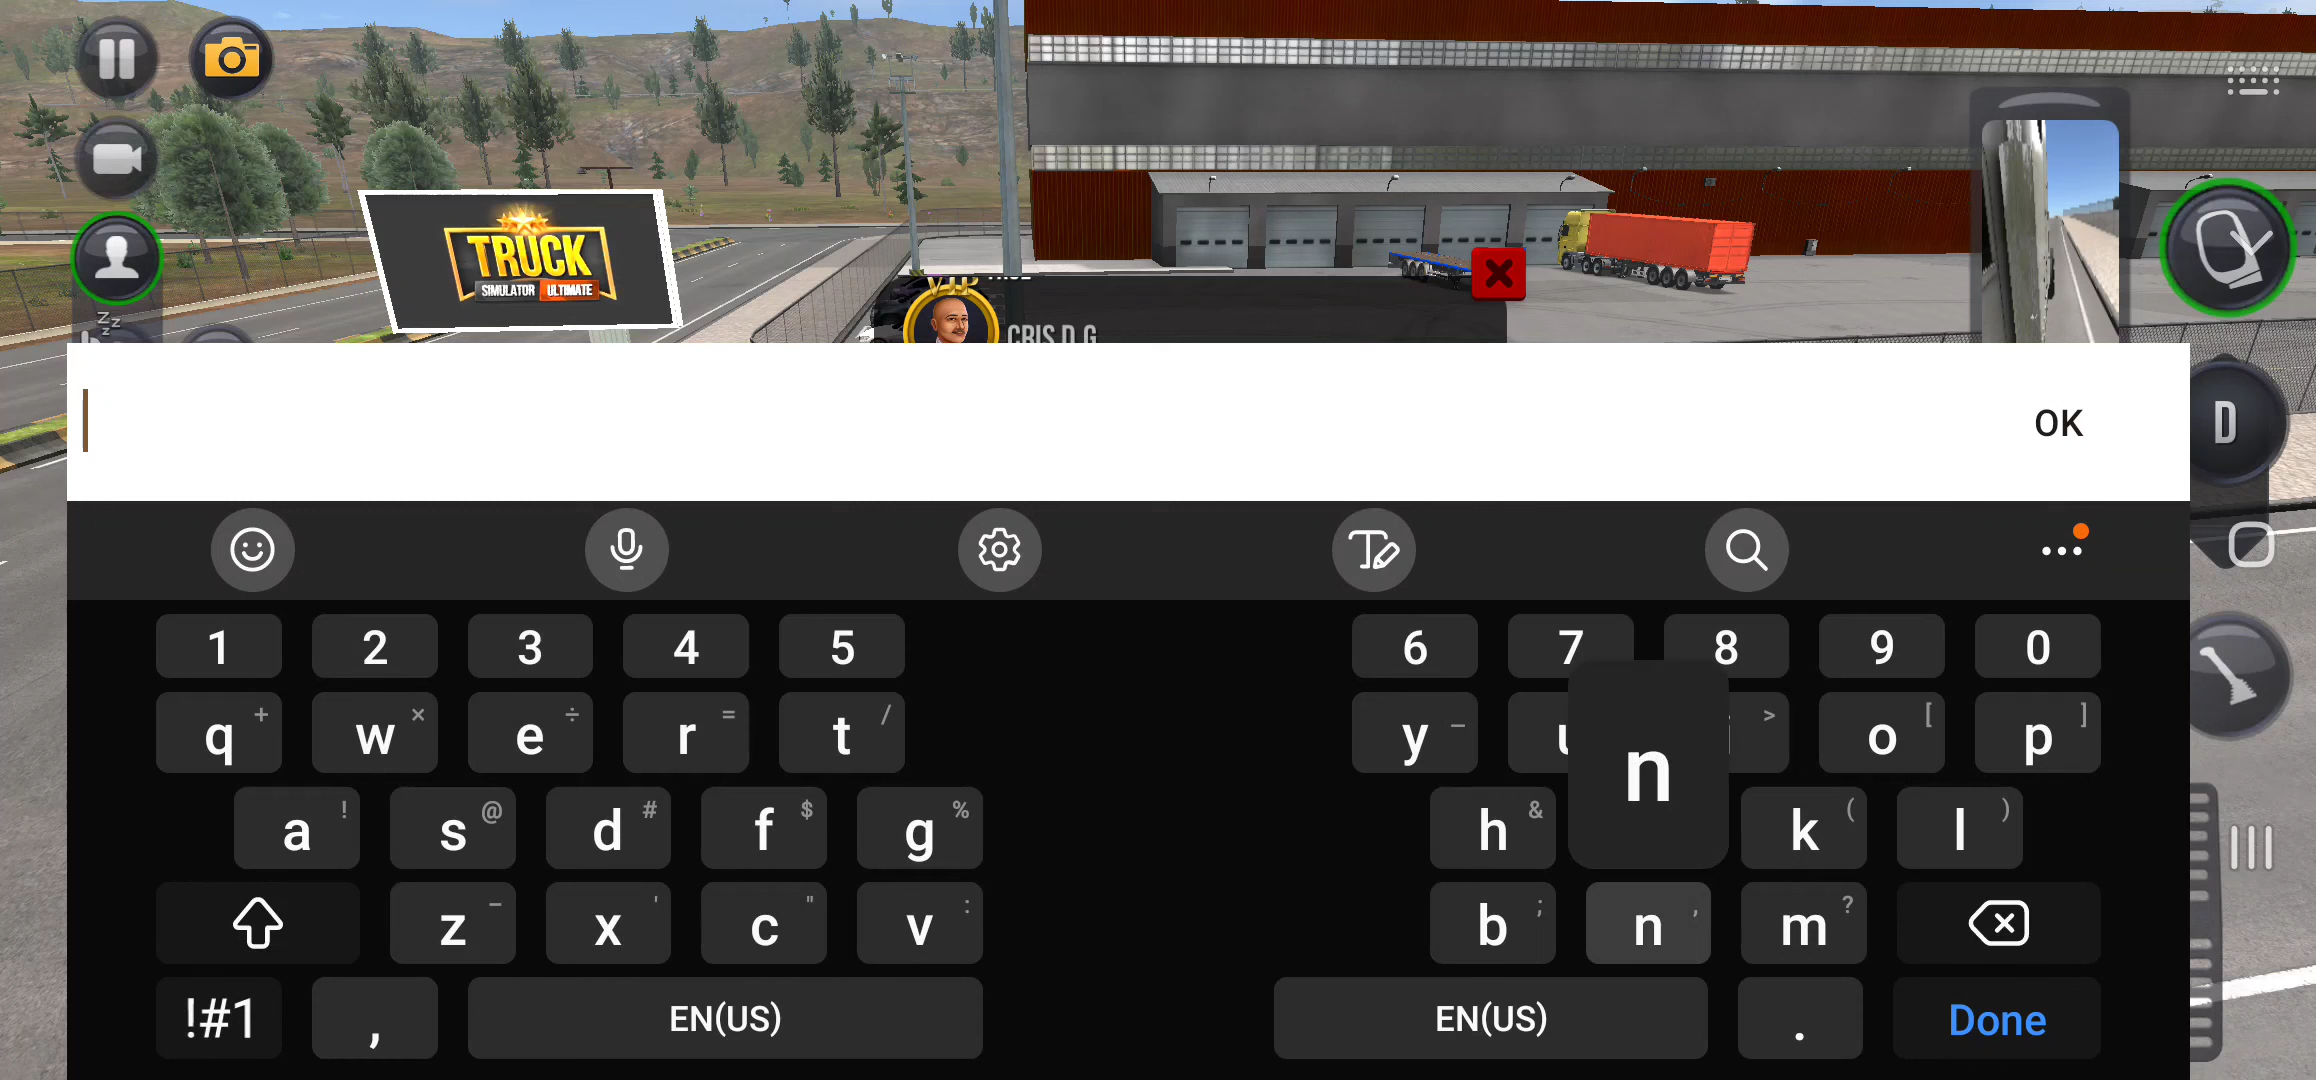 TRUCK
SIMULATOR ULTIMATE
VIP
CRIS D G
OK
D
1 2 3 4 5 6 7 8 9 0
q + w × e ÷ r = t / y _ u i > o [ p ]
n
a ! s @ d # f $ g % h & k ( l )
z - x ' c " v : b ; n , m ?
!#1 , EN(US) EN(US) . Done